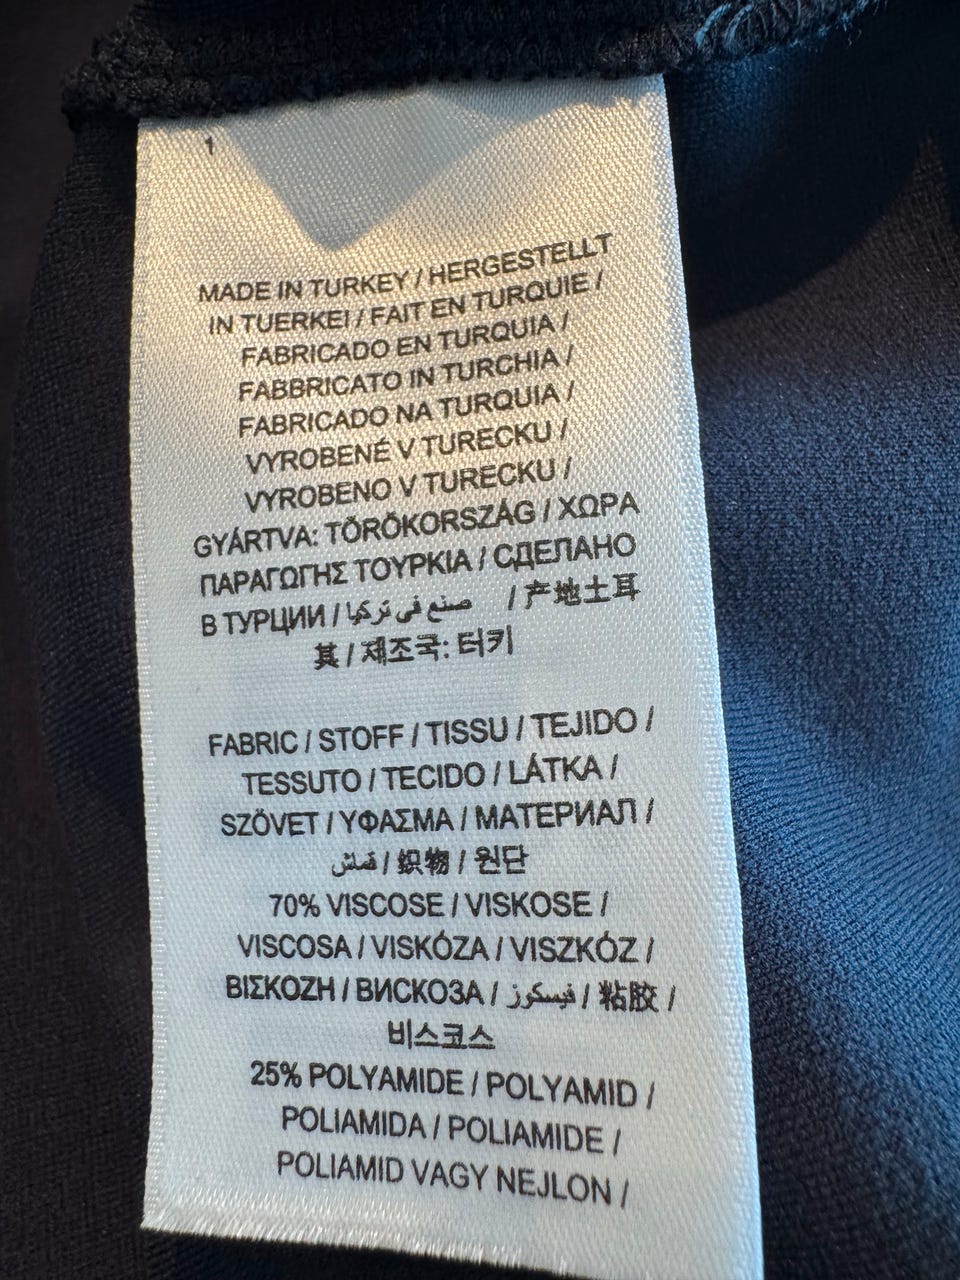 1
MADE IN TURKEY / HERGESTELLT
IN TUERKEI / FAIT EN TURQUIE /
FABRICADO EN TURQUIA /
FABBRICATO IN TURCHIA /
FABRICADO NA TURQUIA /
VYROBENÉ V TURECKU /
VYROBENO V TURECKU /
GYÁRTVA: TÖRÖKORSZÁG / ΧΩΡΑ
ΠΑΡΑΓΩΓΗΣ ΤΟΥΡΚΙΑ / СДЕЛАНО
В ТУРЦИИ / صنع في تركيا / 产地土耳
其 / 제조국: 터키
FABRIC / STOFF / TISSU / TEJIDO /
TESSUTO / TECIDO / LÁTKA /
SZÖVET / ΥΦΑΣΜΑ / МАТЕРИАЛ /
قماش / 织物 / 원단
70% VISCOSE / VISKOSE /
VISCOSA / VISKÓZA / VISZKÓZ /
ΒΙΣΚΟΖΗ / ВИСКОЗА / فيسكوز / 粘胶 /
비스코스
25% POLYAMIDE / POLYAMID /
POLIAMIDA / POLIAMIDE /
POLIAMID VAGY NEJLON /